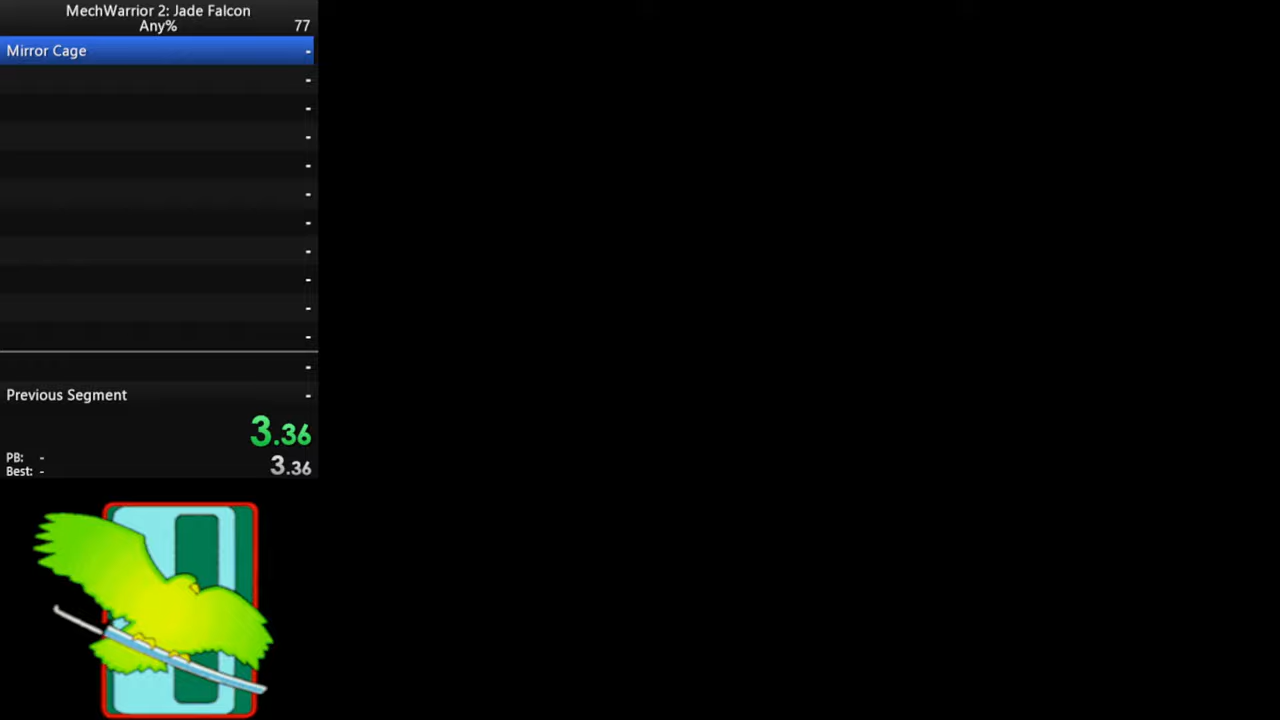 MechWarrior 2: Jade Falcon
Any% 77
Mirror Cage -
-
-
-
-
-
-
-
-
-
-
-
Previous Segment -
3.36
PB: -
Best: - 3.36